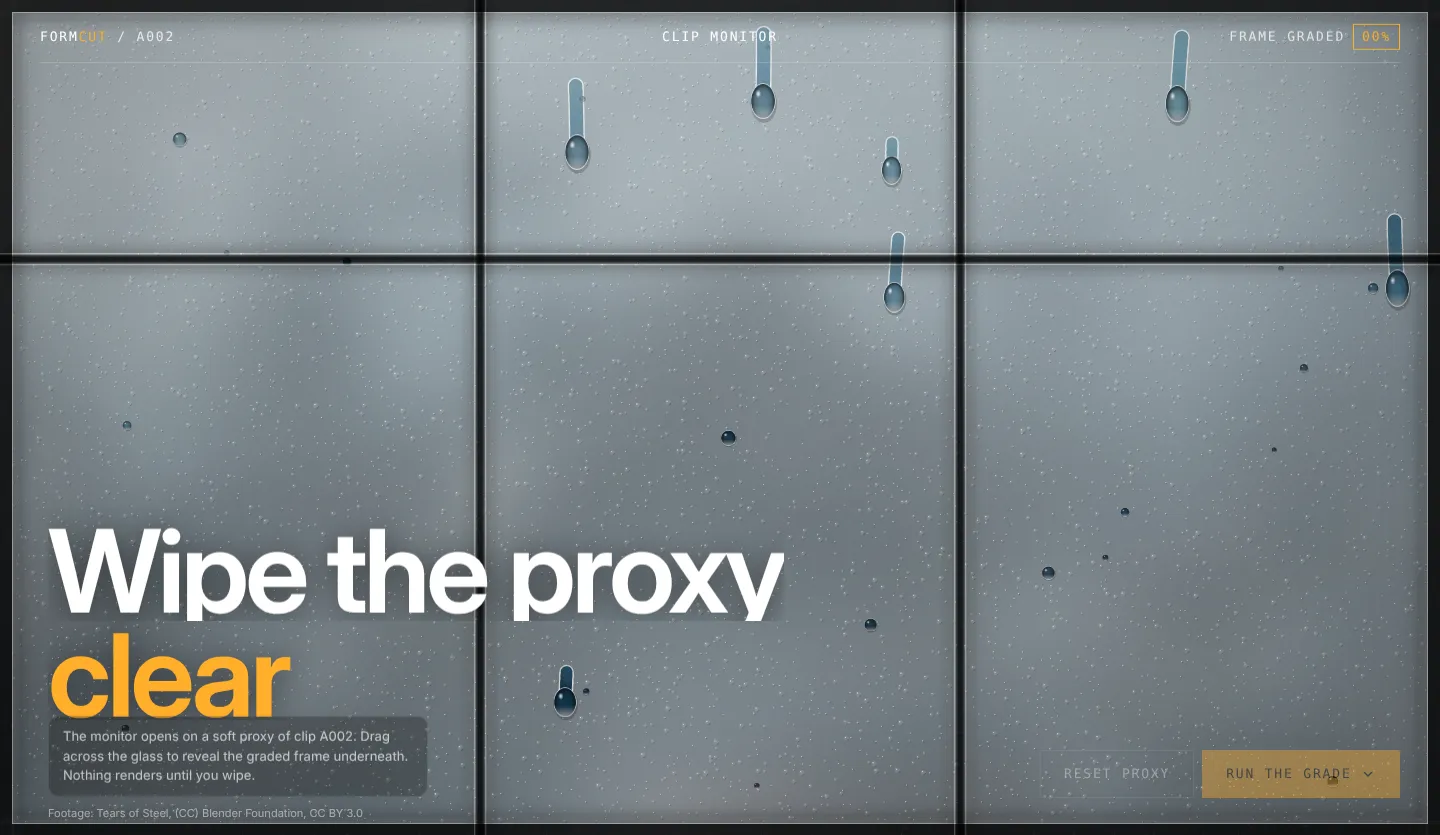 FORMCUT / A002
CLIP MONITOR
FRAME GRADED 00%
Wipe the proxy
clear
The monitor opens on a soft proxy of clip A002. Drag
across the glass to reveal the graded frame underneath.
Nothing renders until you wipe.
RESET PROXY
RUN THE GRADE
Footage: Tears of Steel, (CC) Blender Foundation, CC BY 3.0